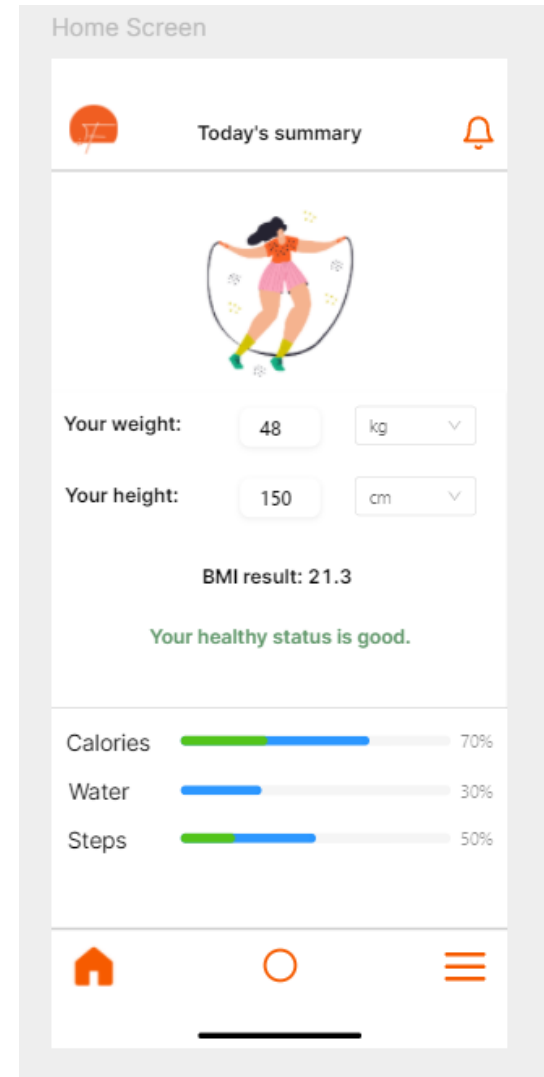 Home Screen
Today's summary
Your weight: 48 kg
Your height: 150 cm
BMI result: 21.3
Your healthy status is good.
Calories 70%
Water 30%
Steps 50%